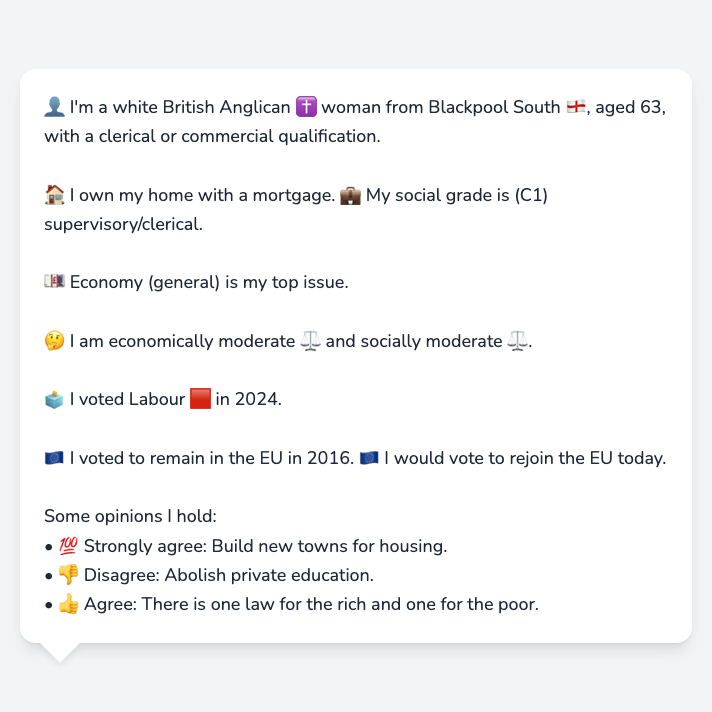 👤 I'm a white British Anglican ✝️ woman from Blackpool South 🏴󠁧󠁢󠁥󠁮󠁧󠁿, aged 63,
with a clerical or commercial qualification.
🏠 I own my home with a mortgage. 💼 My social grade is (C1)
supervisory/clerical.
💷 Economy (general) is my top issue.
🤔 I am economically moderate ⚖️ and socially moderate ⚖️.
🗳️ I voted Labour 🟥 in 2024.
🇪🇺 I voted to remain in the EU in 2016. 🇪🇺 I would vote to rejoin the EU today.
Some opinions I hold:
• 💯 Strongly agree: Build new towns for housing.
• 👎 Disagree: Abolish private education.
• 👍 Agree: There is one law for the rich and one for the poor.